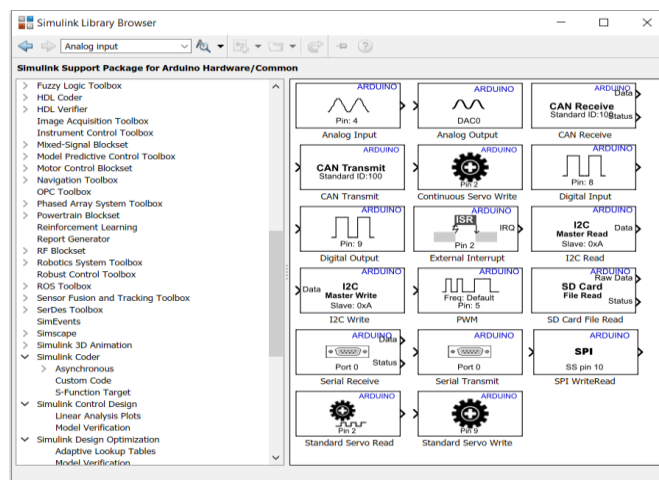 Simulink Library Browser
Analog input
Simulink Support Package for Arduino Hardware/Common
Fuzzy Logic Toolbox
HDL Coder
HDL Verifier
Image Acquisition Toolbox
Instrument Control Toolbox
Mixed-Signal Blockset
Model Predictive Control Toolbox
Motor Control Blockset
Navigation Toolbox
OPC Toolbox
Phased Array System Toolbox
Powertrain Blockset
Reinforcement Learning
Report Generator
RF Blockset
Robotics System Toolbox
Robust Control Toolbox
ROS Toolbox
Sensor Fusion and Tracking Toolbox
SerDes Toolbox
SimEvents
Simscape
Simulink 3D Animation
Simulink Coder
Asynchronous
Custom Code
S-Function Target
Simulink Control Design
Linear Analysis Plots
Model Verification
Simulink Design Optimization
Adaptive Lookup Tables
Model Verification
ARDUINO
Pin: 4
Analog Input
ARDUINO
DAC0
Analog Output
ARDUINO
Data
CAN Receive
Standard ID:100
Status
CAN Receive
ARDUINO
CAN Transmit
Standard ID:100
CAN Transmit
ARDUINO
Pin 2
Continuous Servo Write
ARDUINO
Pin: 8
Digital Input
ARDUINO
Pin: 9
Digital Output
ARDUINO
ISR
IRQ
Pin 2
External Interrupt
ARDUINO
I2C
Master Read
Data
Slave: 0xA
I2C Read
ARDUINO
I2C
Data
Master Write
Slave: 0xA
I2C Write
ARDUINO
Freq: Default
Pin: 5
PWM
ARDUINO
Raw Data
SD Card
File Read
Status
SD Card File Read
ARDUINO
Data
Status
Port 0
Serial Receive
ARDUINO
Port 0
Serial Transmit
ARDUINO
SPI
SS pin 10
SPI WriteRead
ARDUINO
Pin 2
Standard Servo Read
ARDUINO
Pin 9
Standard Servo Write